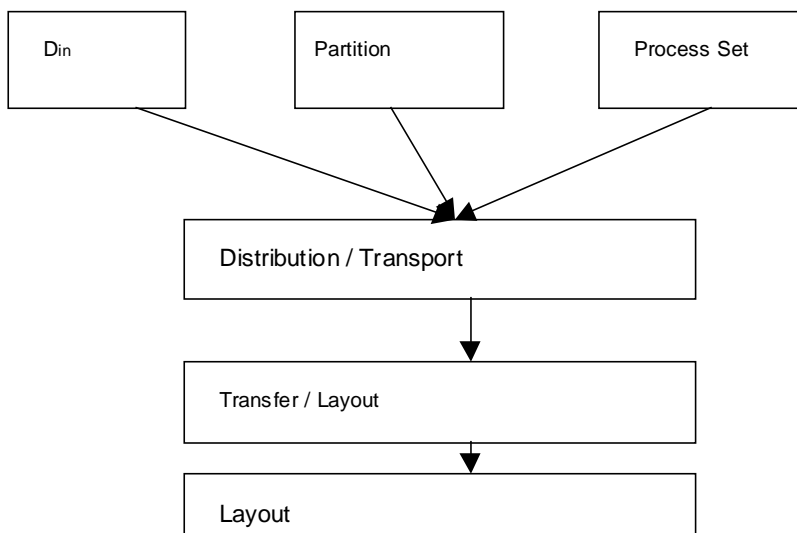 Din
Partition
Process Set
Distribution / Transport
Transfer / Layout
Layout